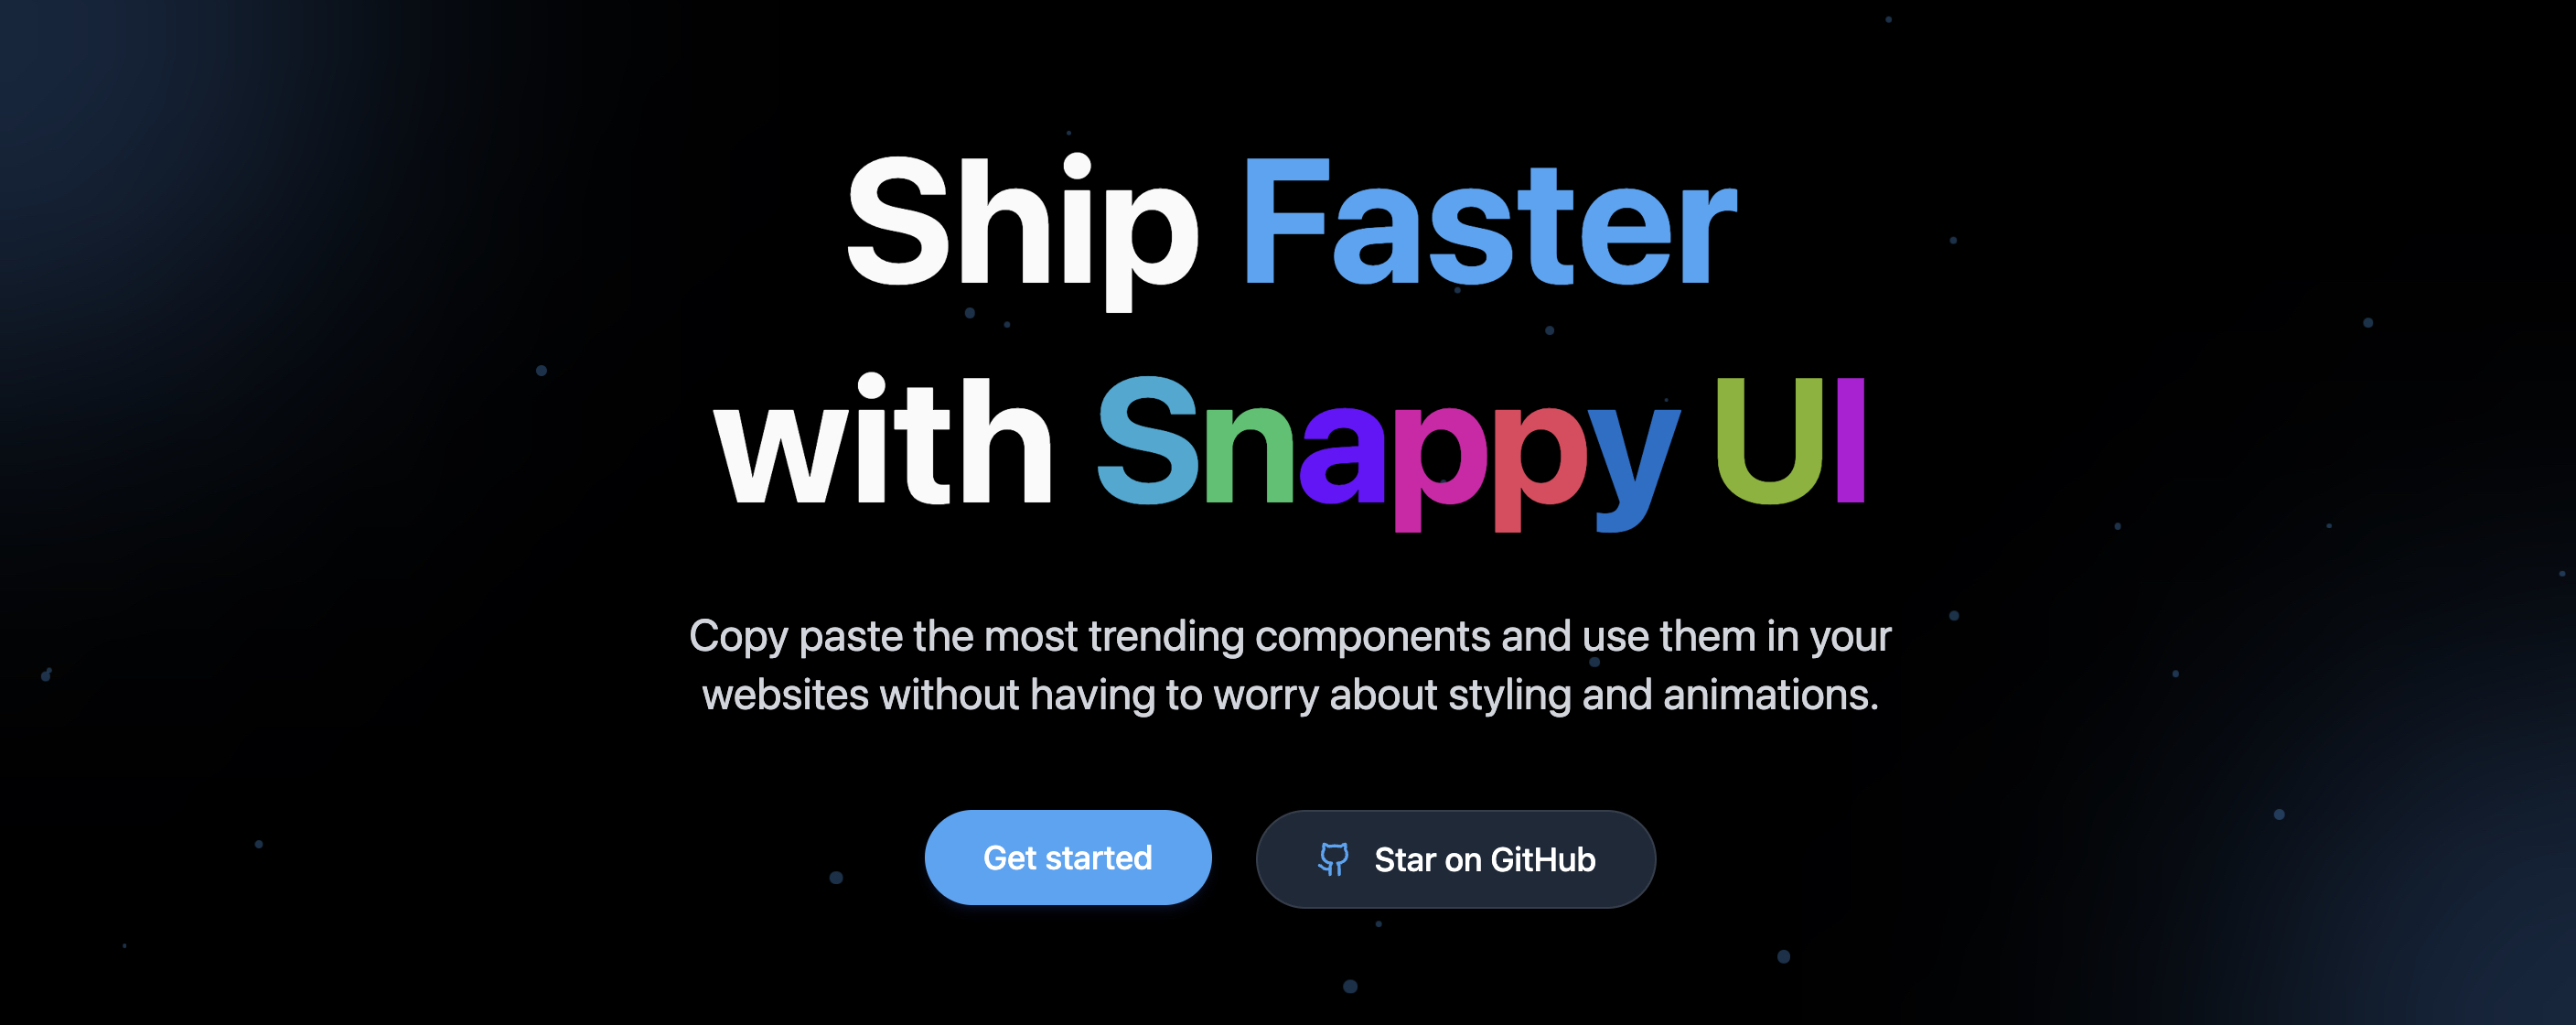 Ship Faster
with Snappy UI
Copy paste the most trending components and use them in your
websites without having to worry about styling and animations.
Get started
Star on GitHub